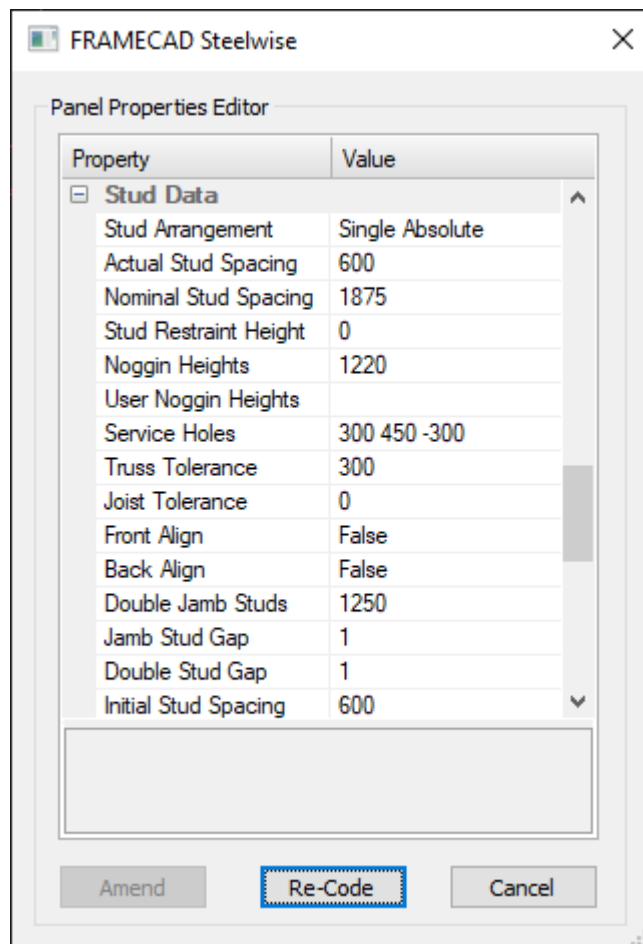 FRAMECAD Steelwise
Panel Properties Editor
Property Value
Stud Data
Stud Arrangement Single Absolute
Actual Stud Spacing 600
Nominal Stud Spacing 1875
Stud Restraint Height 0
Noggin Heights 1220
User Noggin Heights
Service Holes 300 450 -300
Truss Tolerance 300
Joist Tolerance 0
Front Align False
Back Align False
Double Jamb Studs 1250
Jamb Stud Gap 1
Double Stud Gap 1
Initial Stud Spacing 600
Amend Re-Code Cancel